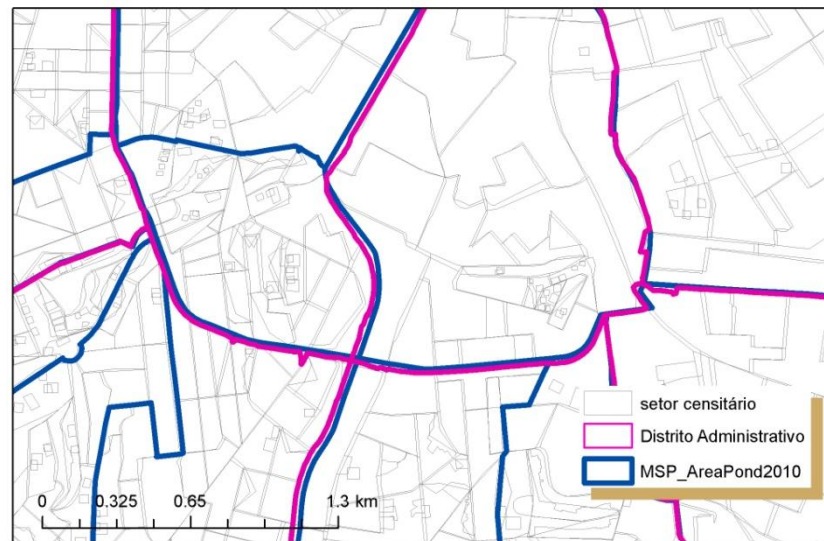 setor censitário
Distrito Administrativo
MSP_AreaPond2010
0 0.325 0.65 1.3 km